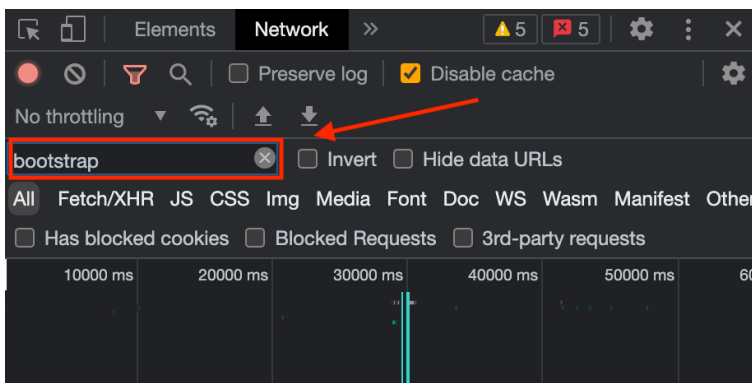 Elements Network 5 5
Preserve log Disable cache
No throttling
bootstrap Invert Hide data URLs
All Fetch/XHR JS CSS Img Media Font Doc WS Wasm Manifest Other
Has blocked cookies Blocked Requests 3rd-party requests
10000 ms 20000 ms 30000 ms 40000 ms 50000 ms 60